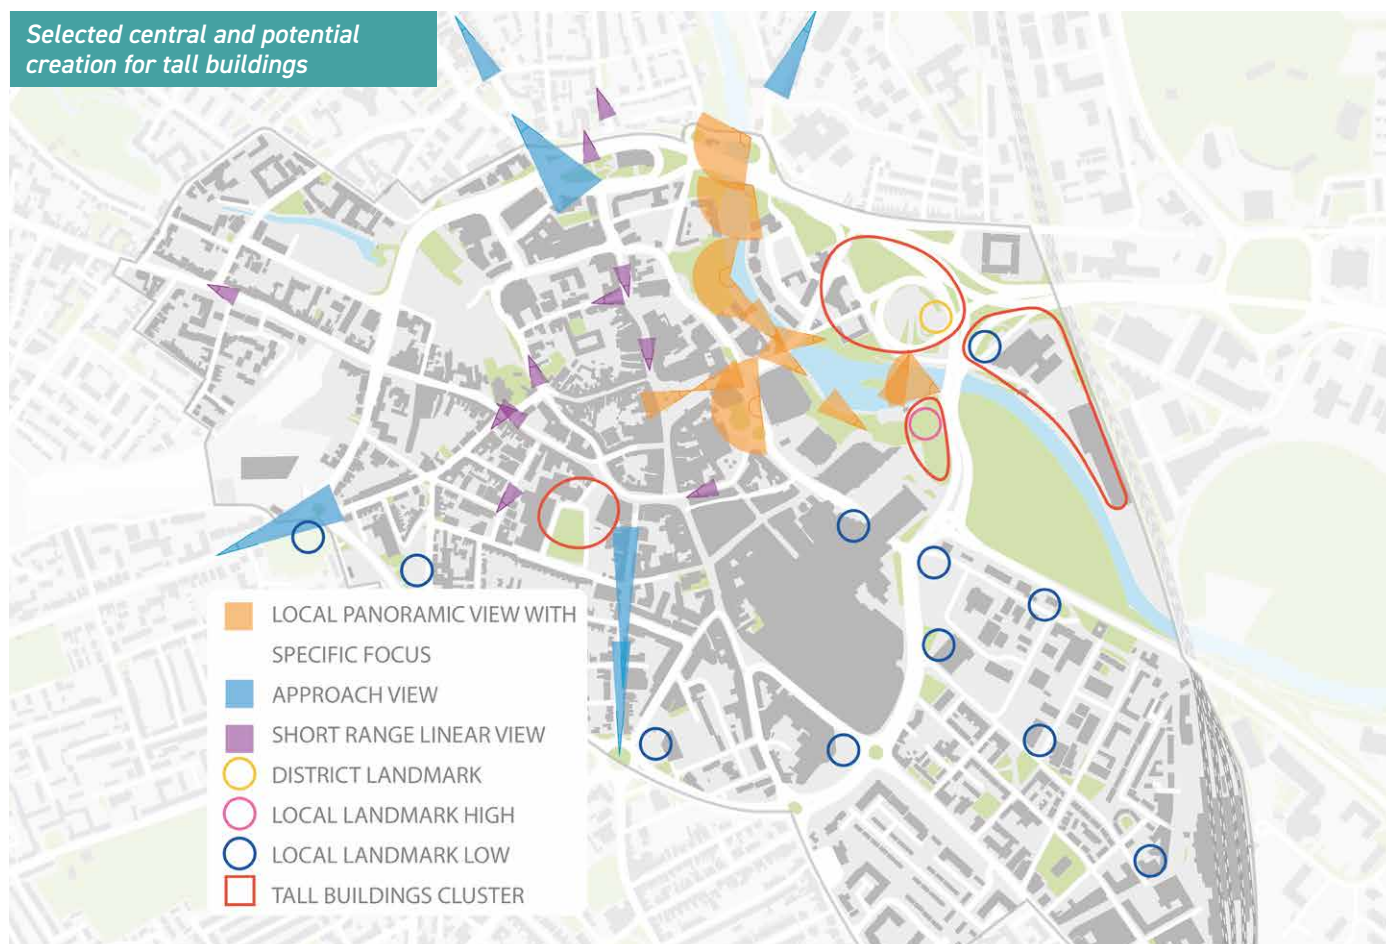 Selected central and potential
creation for tall buildings
LOCAL PANORAMIC VIEW WITH
SPECIFIC FOCUS
APPROACH VIEW
SHORT RANGE LINEAR VIEW
DISTRICT LANDMARK
LOCAL LANDMARK HIGH
LOCAL LANDMARK LOW
TALL BUILDINGS CLUSTER